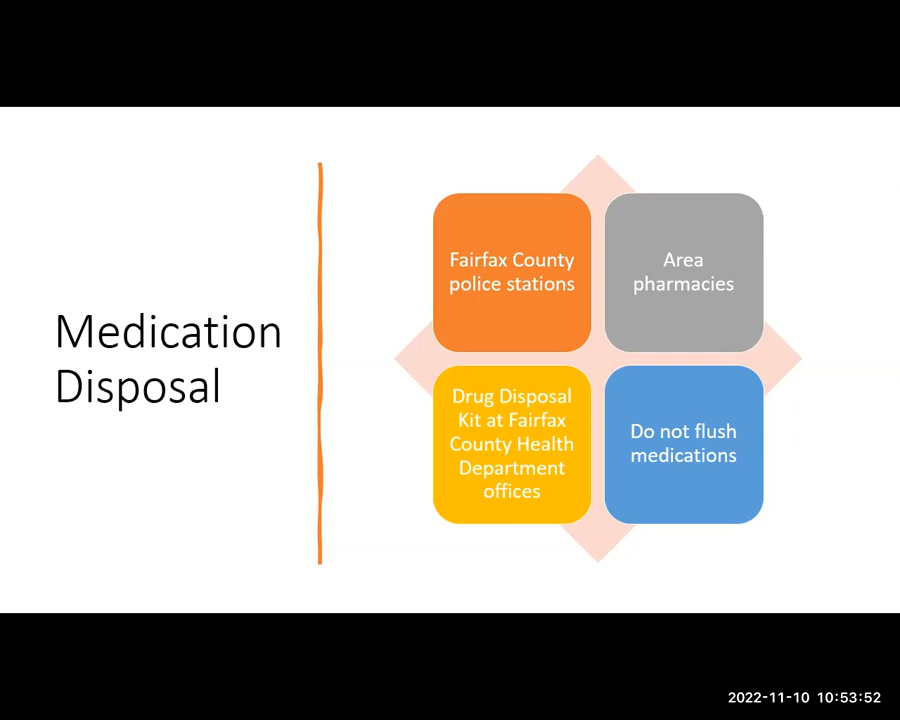 Medication
Disposal
Fairfax County
police stations
Area
pharmacies
Drug Disposal
Kit at Fairfax
County Health
Department
offices
Do not flush
medications
2022-11-10 10:53:52